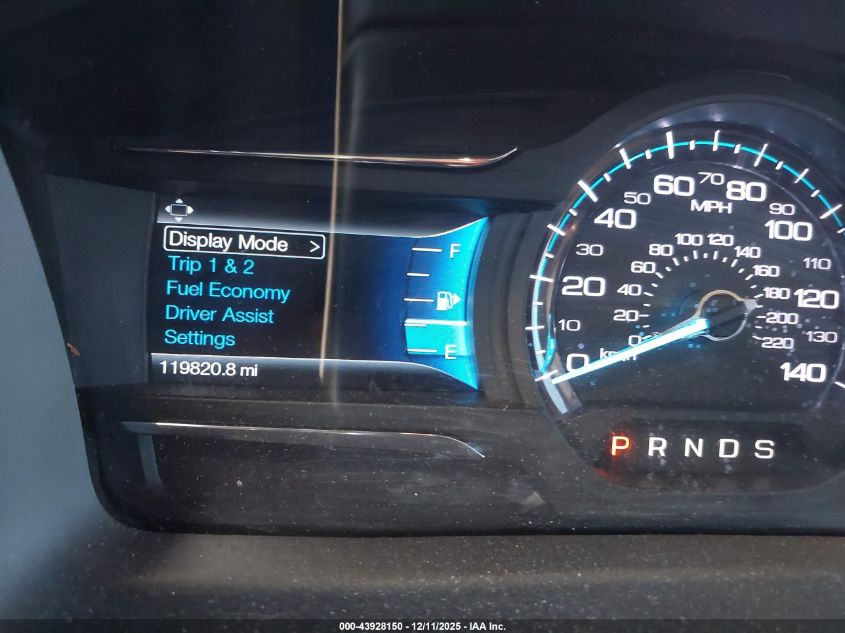 Display Mode >
Trip 1 & 2
Fuel Economy
Driver Assist
Settings
119820.8 mi
F
E
0 10 20 30 40 50 60 70 80 90 100 110 120 130 140
MPH
0 20 40 60 80 100 120 140 160 180 200 220
km/h
P R N D S
000-43928150 - 12/11/2025 - IAA Inc.